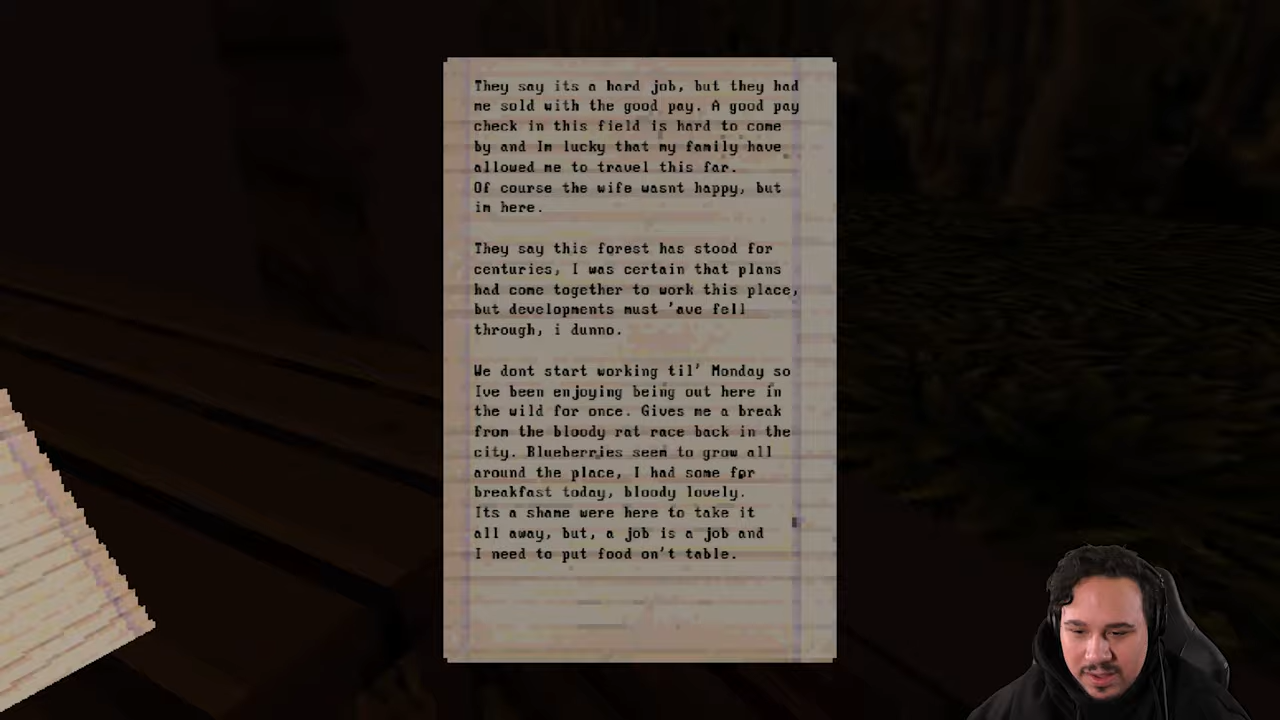 They say its a hard job, but they had
me sold with the good pay. A good pay
check in this field is hard to come
by and Im lucky that my family have
allowed me to travel this far.
Of course the wife wasnt happy, but
im here.
They say this forest has stood for
centuries, I was certain that plans
had come together to work this place,
but developments must 'ave fell
through, i dunno.
We dont start working til' Monday so
Ive been enjoying being out here in
the wild for once. Gives me a break
from the bloody rat race back in the
city. Blueberries seem to grow all
around the place, I had some for
breakfast today, bloody lovely.
Its a shame were here to take it
all away, but, a job is a job and
I need to put food on't table.